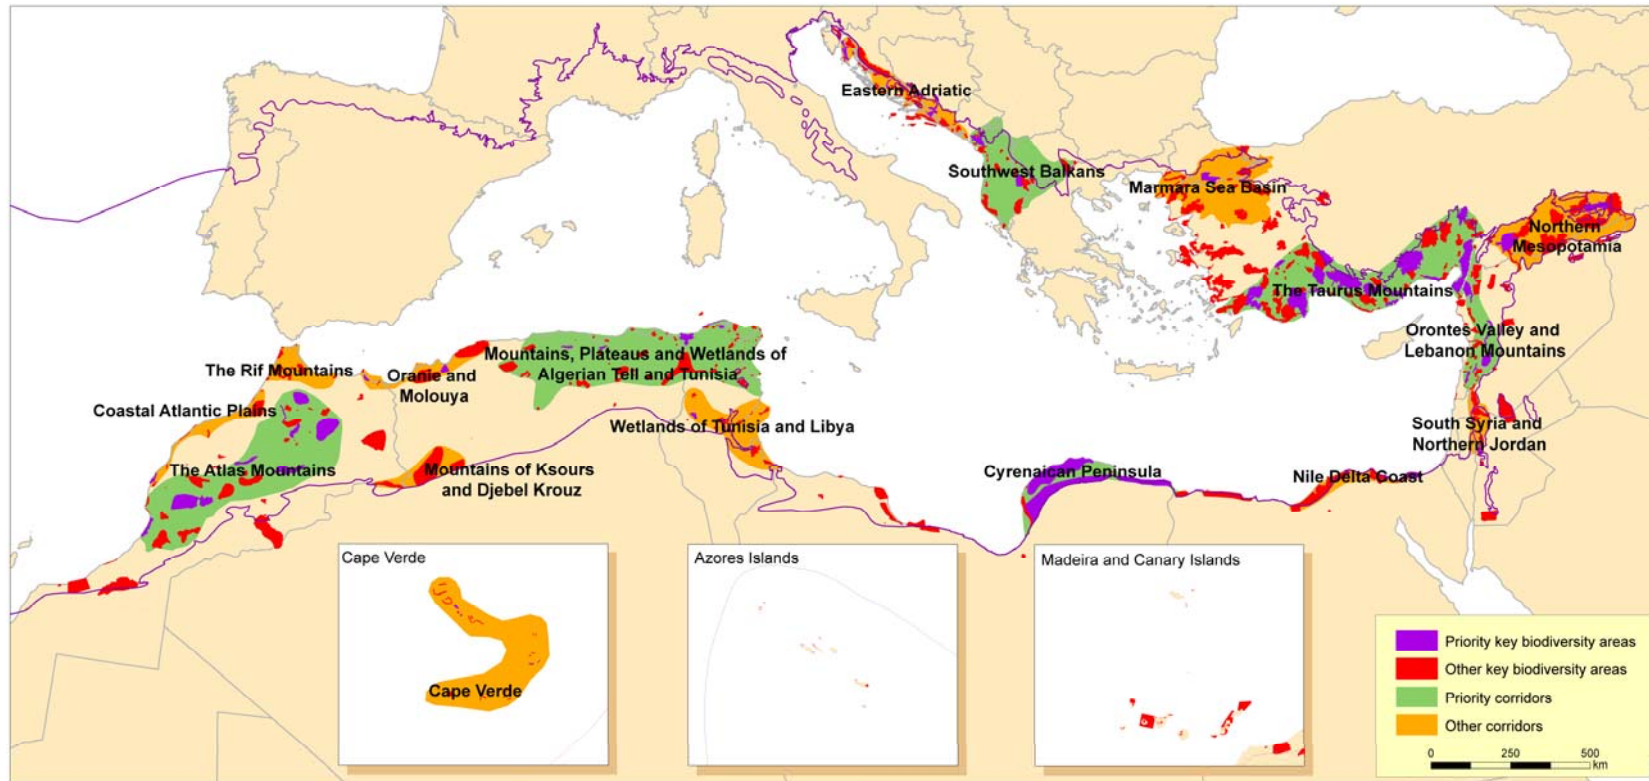 Eastern Adriatic
Southwest Balkans
Marmara Sea Basin
Northern
Mesopotamia
The Taurus Mountains
Orontes Valley and
Lebanon Mountains
Mountains, Plateaus and Wetlands of
Algerian Tell and Tunisia
The Rif Mountains
Oranie and
Molouya
Coastal Atlantic Plains
Wetlands of Tunisia and Libya
South Syria and
Northern Jordan
The Atlas Mountains
Mountains of Ksours
and Djebel Krouz
Cyrenaican Peninsula
Nile Delta Coast
Cape Verde
Cape Verde
Azores Islands
Madeira and Canary Islands
Priority key biodiversity areas
Other key biodiversity areas
Priority corridors
Other corridors
0 250 500
km